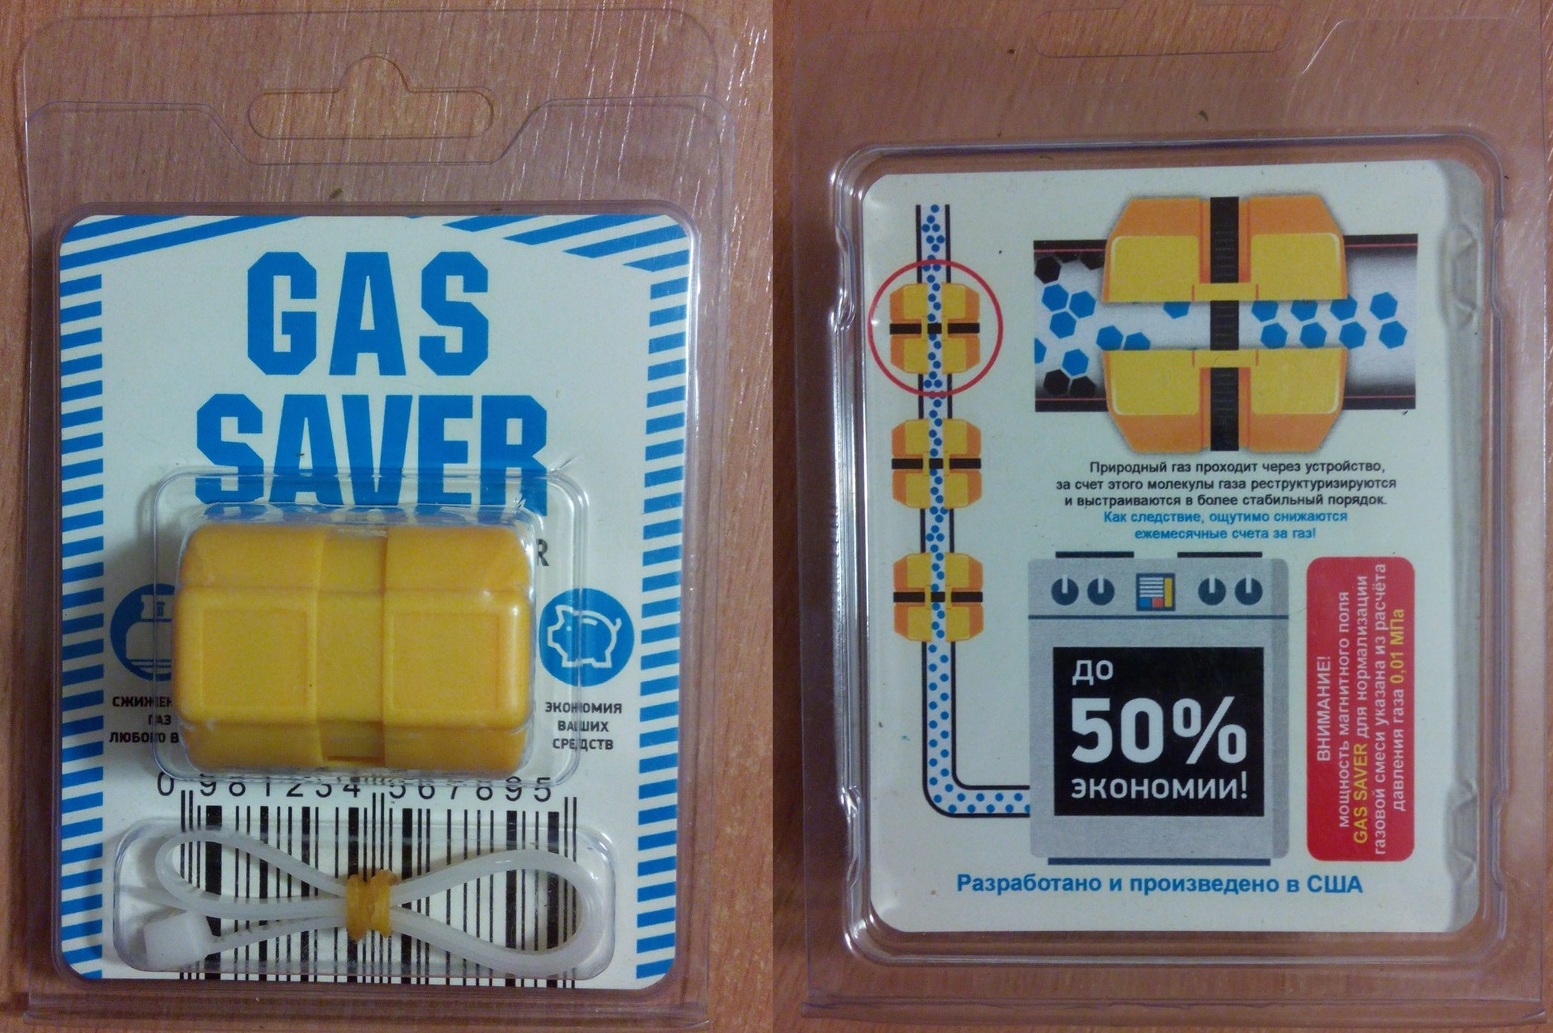 GAS
SAVER
R
ГАЗ
ЭКОНОМИЯ
ВАШИХ
СРЕДСТВ
0 981234 567895
Природный газ проходит через устройство,
за счет этого молекулы газа реструктуризируются
и выстраиваются в более стабильный порядок.
Как следствие, ощутимо снижаются
ежемесячные счета за газ!
ДО
50%
ЭКОНОМИИ!
ВНИМАНИЕ!
мощность магнитного поля
GAS SAVER для нормализации
газовой смеси указана из расчёта
давления газа 0,01 МПа
Разработано и произведено в США